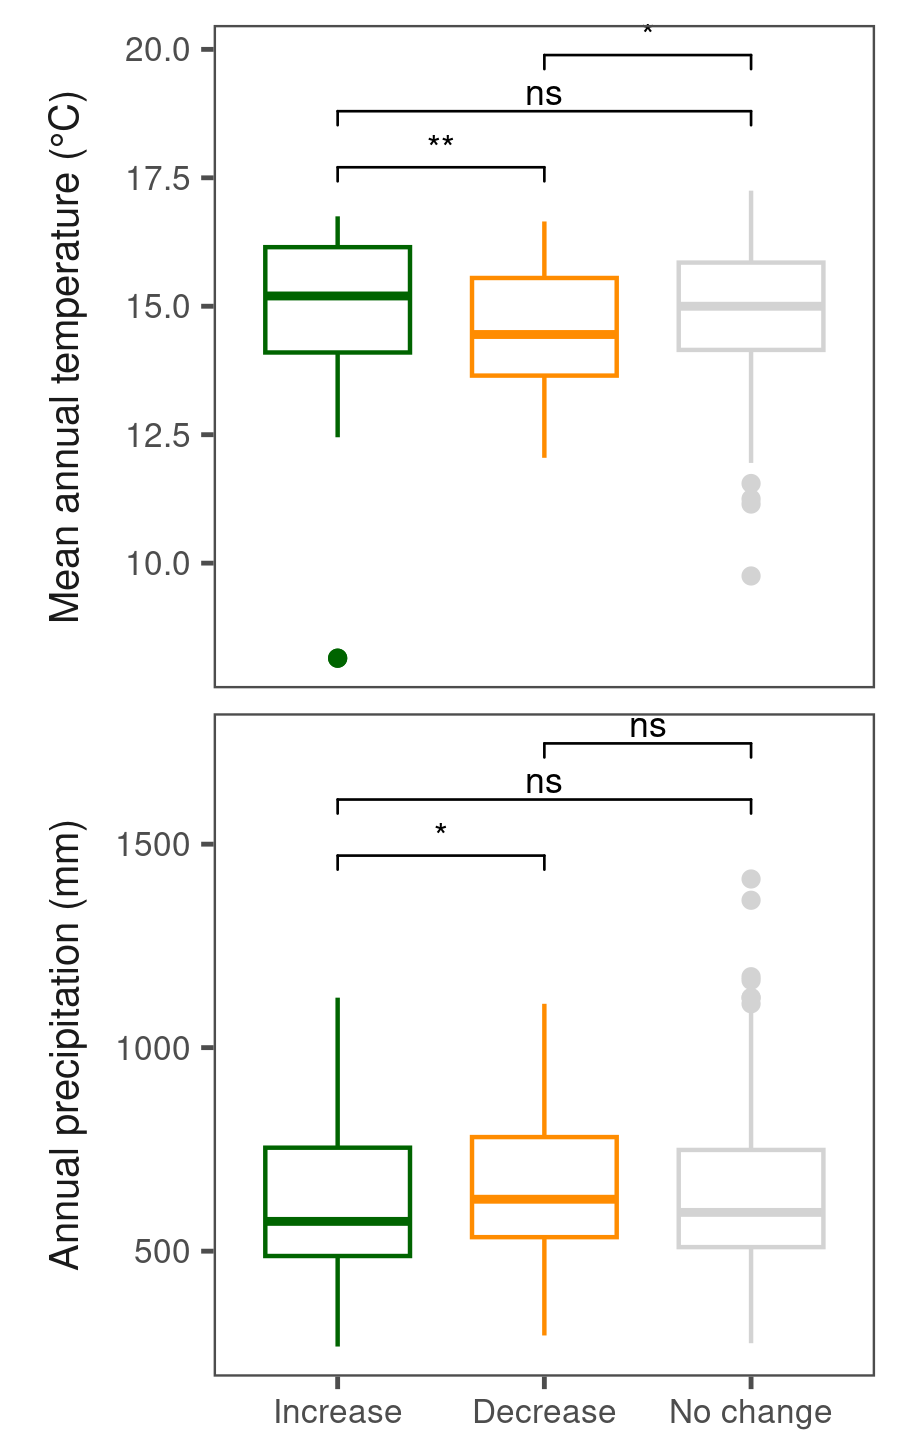 Mean annual temperature (°C)
20.0
17.5
15.0
12.5
10.0
*
ns
**
Annual precipitation (mm)
1500
1000
500
ns
ns
*
Increase
Decrease
No change